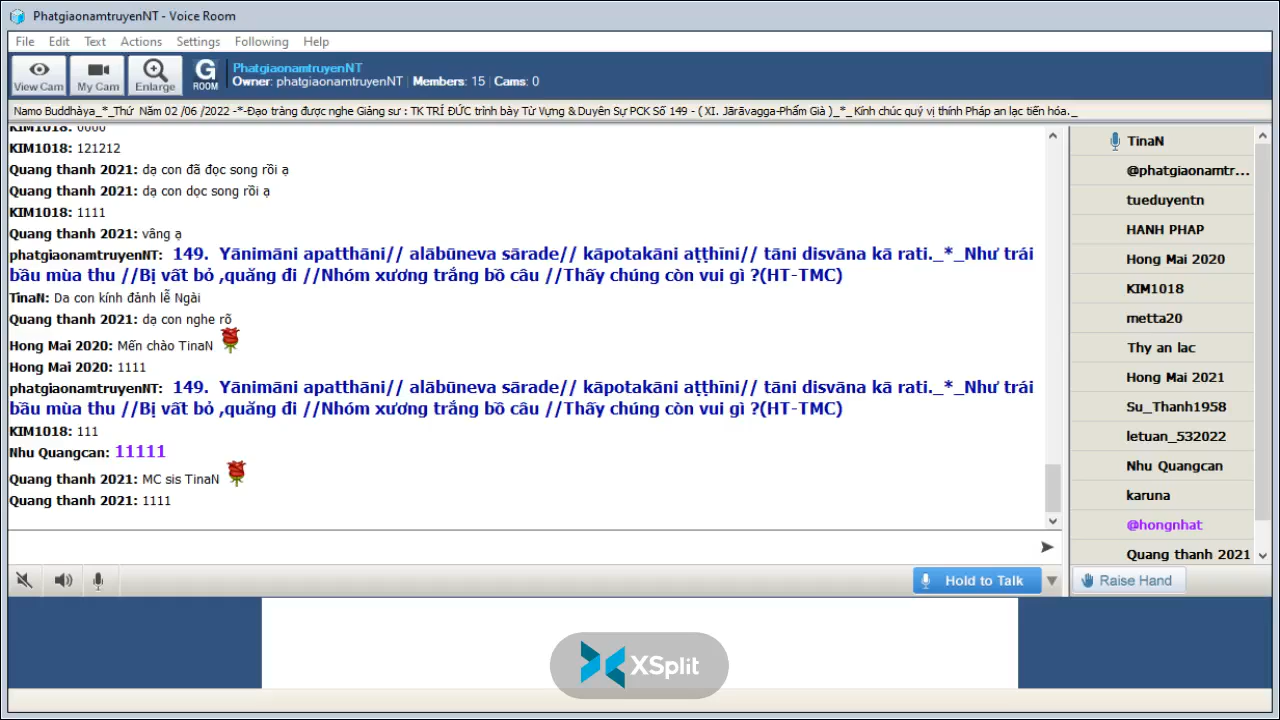 PhatgiaonamtruyenNT - Voice Room
File Edit Text Actions Settings Following Help
View Cam My Cam Enlarge G ROOM
PhatgiaonamtruyenNT
Owner: phatgiaonamtruyenNT | Members: 15 | Cams: 0
Namo Buddhàya_*_Thứ Năm 02 /06 /2022 -*-Đạo tràng được nghe Giảng sư : TK TRÍ ĐỨC trình bày Từ Vựng & Duyên Sự PCK Số 149 - ( XI. Jārāvagga-Phẩm Già )_*_ Kính chúc quý vị thính Pháp an lạc tiến hóa._
KIM1018: 0000
KIM1018: 121212
Quang thanh 2021: dạ con đã đọc song rồi ạ
Quang thanh 2021: dạ con dọc song rồi ạ
KIM1018: 1111
Quang thanh 2021: vâng ạ
phatgiaonamtruyenNT: 149. Yānimāni apatthāni// alābūneva sārade// kāpotakāni aṭṭhīni// tāni disvāna kā rati._*_Như trái
bầu mùa thu //Bị vất bỏ ,quăng đi //Nhóm xương trắng bồ câu //Thấy chúng còn vui gì ?(HT-TMC)
TinaN: Da con kính đảnh lễ Ngài
Quang thanh 2021: dạ con nghe rõ
Hong Mai 2020: Mến chào TinaN
Hong Mai 2020: 1111
phatgiaonamtruyenNT: 149. Yānimāni apatthāni// alābūneva sārade// kāpotakāni aṭṭhīni// tāni disvāna kā rati._*_Như trái
bầu mùa thu //Bị vất bỏ ,quăng đi //Nhóm xương trắng bồ câu //Thấy chúng còn vui gì ?(HT-TMC)
KIM1018: 111
Nhu Quangcan: 11111
Quang thanh 2021: MC sis TinaN
Quang thanh 2021: 1111
Hold to Talk
TinaN
@phatgiaonamtr...
tueduyentn
HANH PHAP
Hong Mai 2020
KIM1018
metta20
Thy an lac
Hong Mai 2021
Su_Thanh1958
letuan_532022
Nhu Quangcan
karuna
@hongnhat
Quang thanh 2021
Raise Hand
XSplit